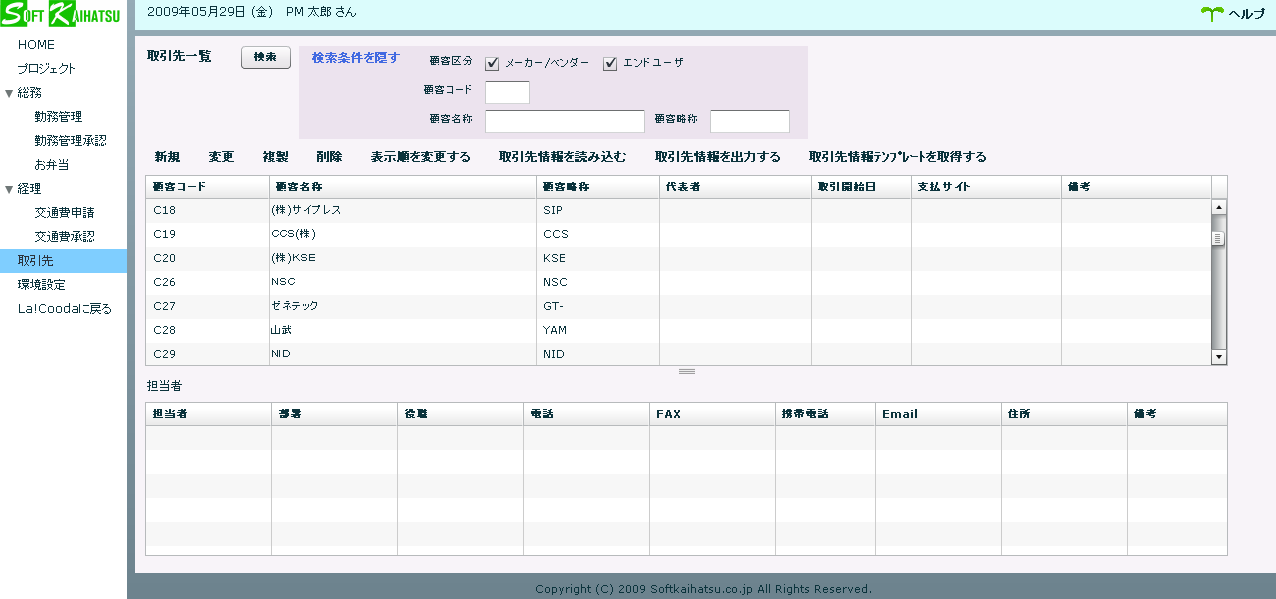 SOFT KAIHATSU
2009年05月29日 (金) PM 太郎 さん
ヘルプ
HOME
プロジェクト
▼総務
勤務管理
勤務管理承認
お弁当
▼経理
交通費申請
交通費承認
取引先
環境設定
La!Coodaに戻る
取引先一覧 検索 検索条件を隠す
顧客区分 メーカー/ベンダー エンドユーザ
顧客コード
顧客名称 顧客略称
新規 変更 複製 削除 表示順を変更する 取引先情報を読み込む 取引先情報を出力する 取引先情報テンプレートを取得する
顧客コード 顧客名称 顧客略称 代表者 取引開始日 支払サイト 備考
C18 (株)サイプレス SIP
C19 CCS(株) CCS
C20 (株)KSE KSE
C26 NSC NSC
C27 ゼネテック GT-
C28 山武 YAM
C29 NID NID
担当者
担当者 部署 役職 電話 FAX 携帯電話 Email 住所 備考
Copyright (C) 2009 Softkaihatsu.co.jp All Rights Reserved.